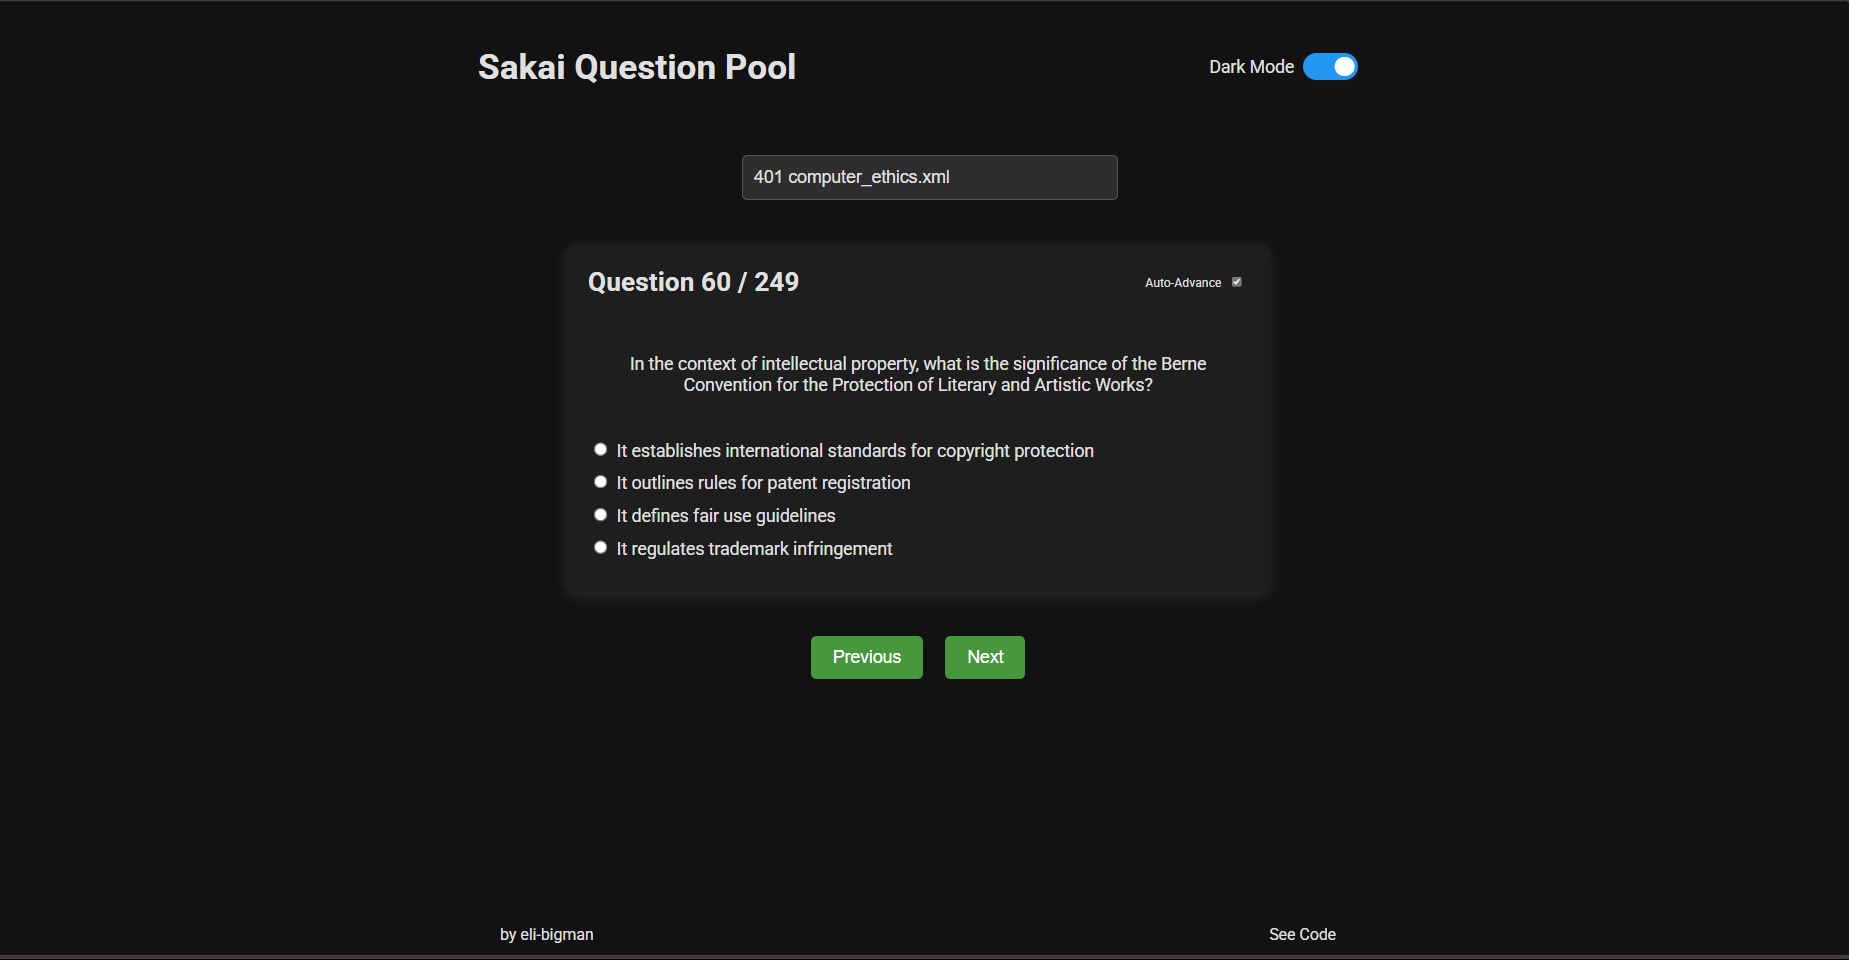 Sakai Question Pool
Dark Mode
401 computer_ethics.xml
Question 60 / 249
Auto-Advance
In the context of intellectual property, what is the significance of the Berne
Convention for the Protection of Literary and Artistic Works?
It establishes international standards for copyright protection
It outlines rules for patent registration
It defines fair use guidelines
It regulates trademark infringement
Previous
Next
by eli-bigman
See Code